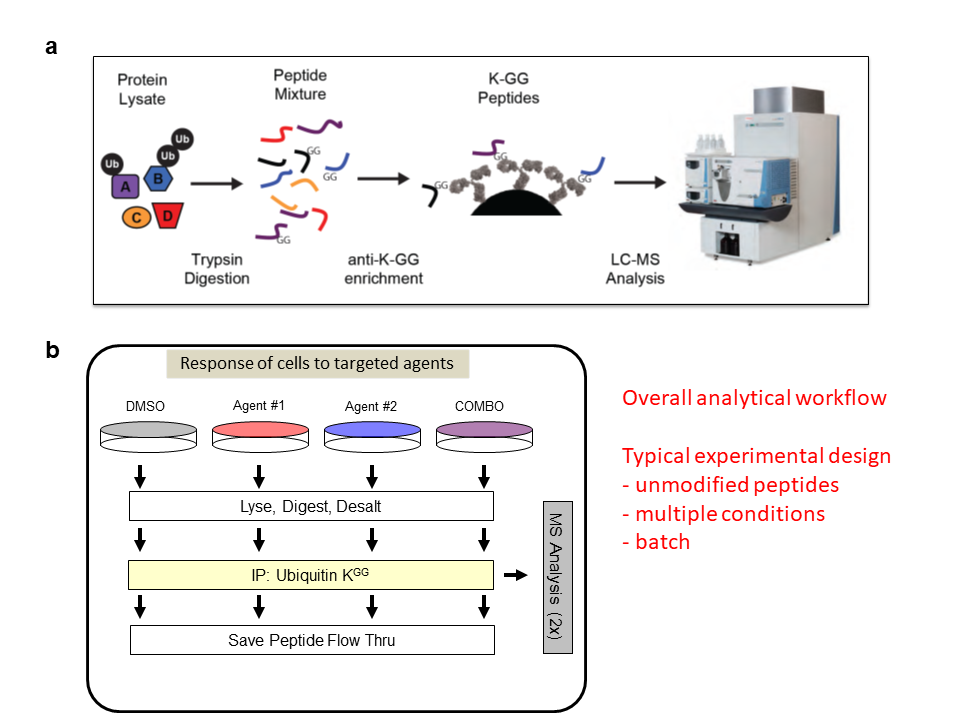 a
Protein
Lysate
Peptide
Mixture
K-GG
Peptides
Ub
Ub
Ub
A
B
C
D
GG
GG
GG
GG
GG
GG
Trypsin
Digestion
anti-K-GG
enrichment
LC-MS
Analysis
b
Response of cells to targeted agents
DMSO
Agent #1
Agent #2
COMBO
Lyse, Digest, Desalt
IP: Ubiquitin Kᴳᴳ
Save Peptide Flow Thru
MS Analysis (2x)
Overall analytical workflow
Typical experimental design
- unmodified peptides
- multiple conditions
- batch